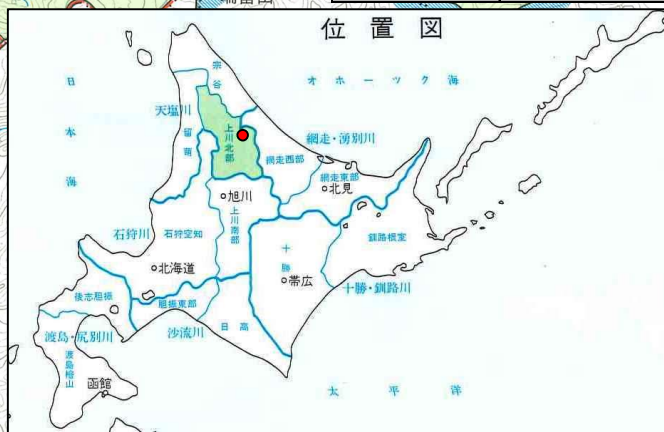 位置図
オホーツク海
日本海
太平洋
宗谷
天塩川
留萌
上川北部
網走・湧別川
網走西部
網走東部
北見
旭川
上川南部
石狩川
石狩空知
釧路根室
十勝
北海道
帯広
十勝・釧路川
後志胆振
胆振東部
日高
沙流川
渡島・尻別川
渡島檜山
函館